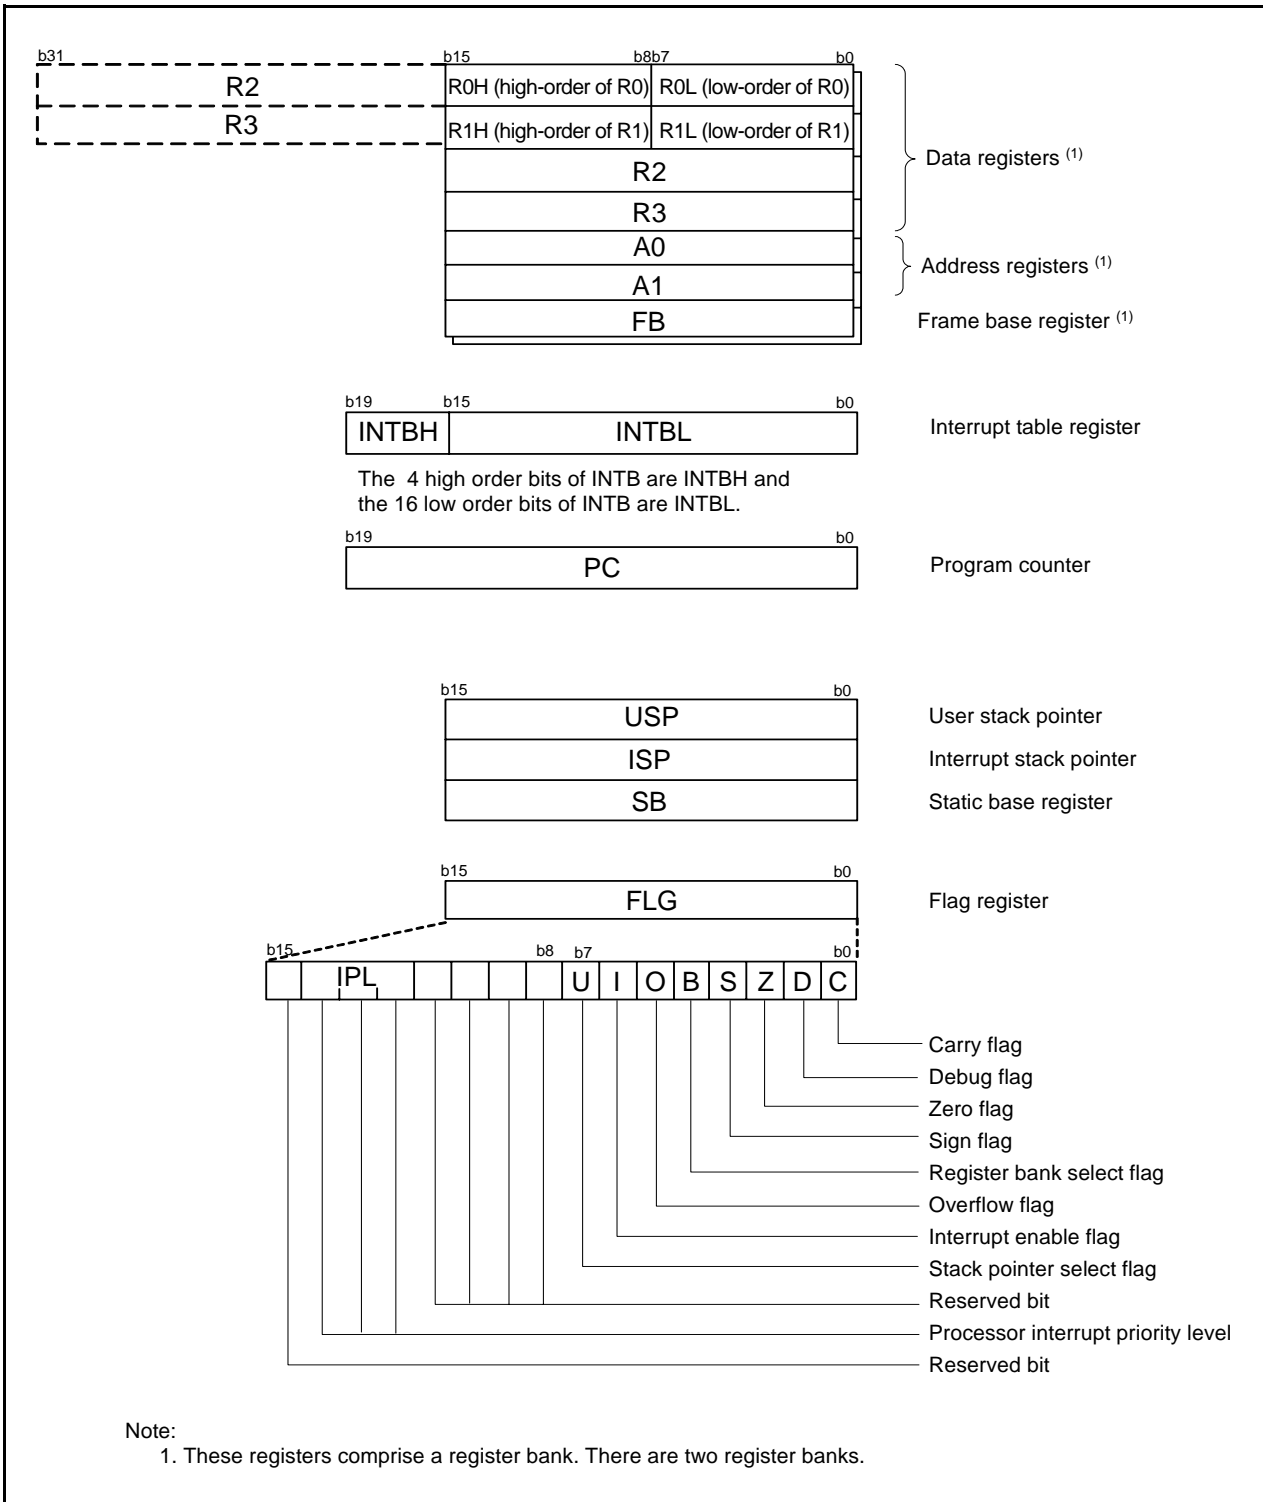 b31 b15 b8b7 b0
R2 R0H (high-order of R0) R0L (low-order of R0)
R3 R1H (high-order of R1) R1L (low-order of R1)
Data registers (1)
R2
R3
A0
Address registers (1)
A1
FB Frame base register (1)
b19 b15 b0
INTBH INTBL Interrupt table register
The 4 high order bits of INTB are INTBH and
the 16 low order bits of INTB are INTBL.
b19 b0
PC Program counter
b15 b0
USP User stack pointer
ISP Interrupt stack pointer
SB Static base register
b15 b0
FLG Flag register
b15 b8 b7 b0
IPL U I O B S Z D C
Carry flag
Debug flag
Zero flag
Sign flag
Register bank select flag
Overflow flag
Interrupt enable flag
Stack pointer select flag
Reserved bit
Processor interrupt priority level
Reserved bit
Note:
1. These registers comprise a register bank. There are two register banks.